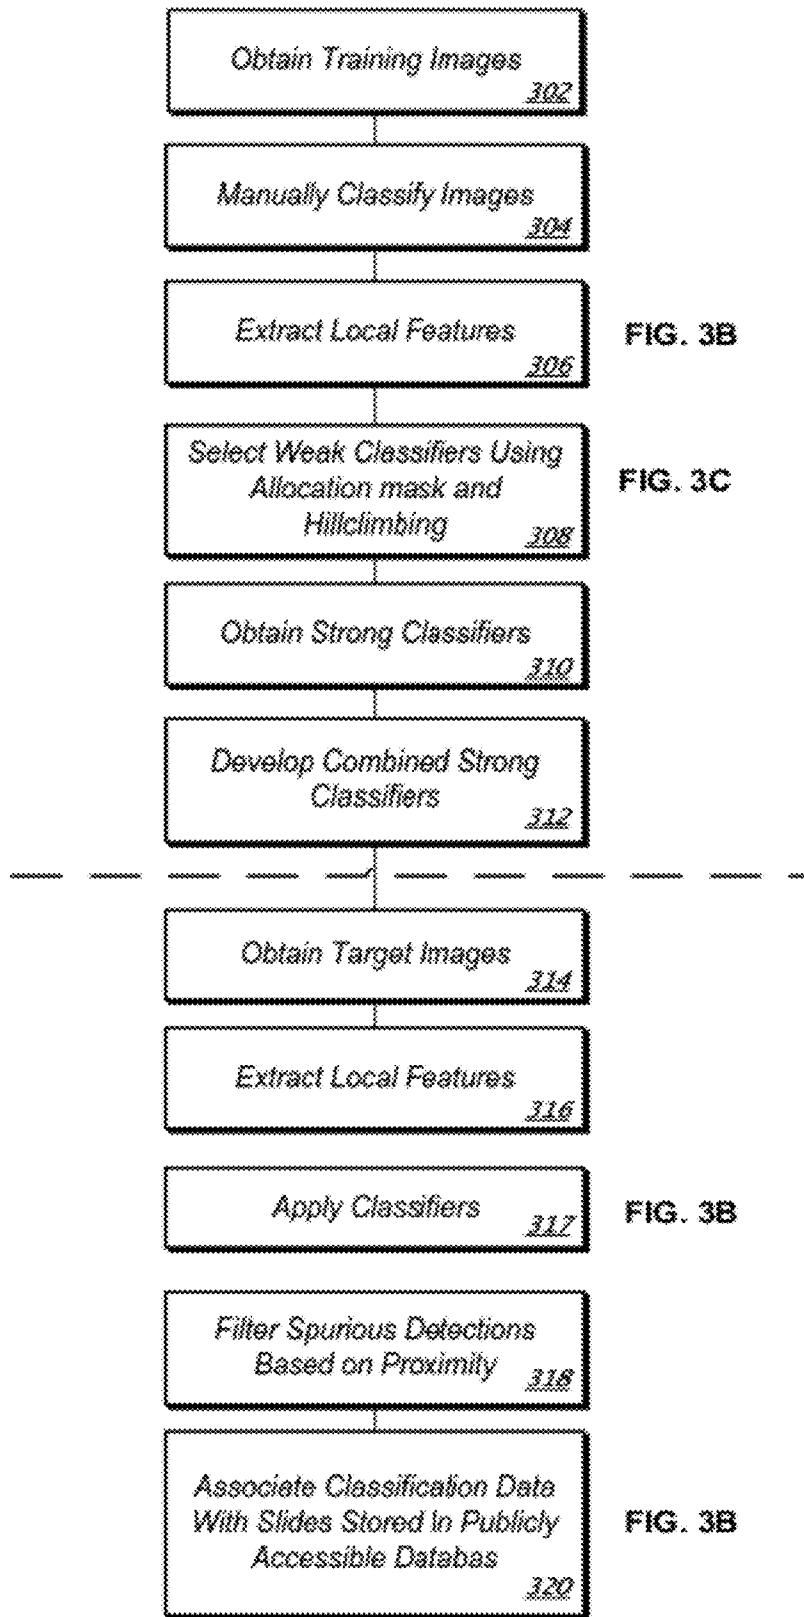 Obtain Training Images
302
Manually Classify Images
304
Extract Local Features
306
FIG. 3B
Select Weak Classifiers Using
Allocation mask and
Hillclimbing
308
FIG. 3C
Obtain Strong Classifiers
310
Develop Combined Strong
Classifiers
312
Obtain Target Images
314
Extract Local Features
316
Apply Classifiers
317
FIG. 3B
Filter Spurious Detections
Based on Proximity
318
Associate Classification Data
With Slides Stored In Publicly
Accessible Databas
320
FIG. 3B